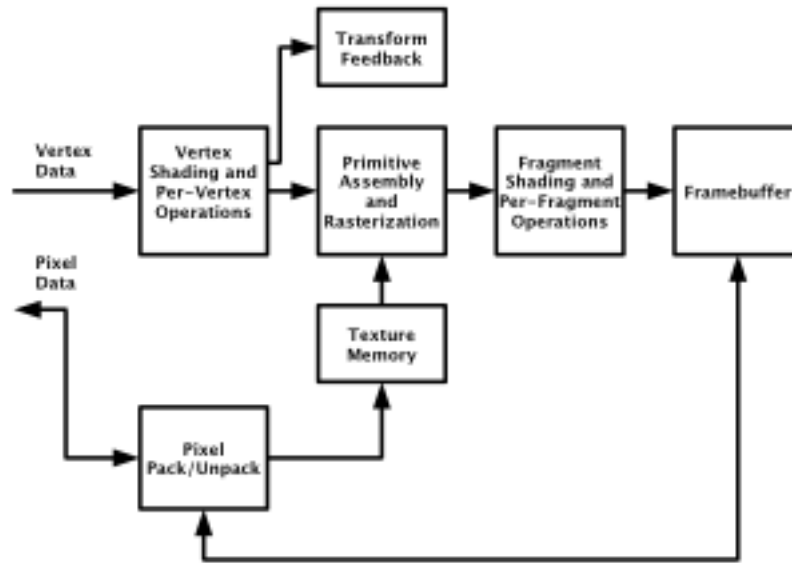 Transform
Feedback
Vertex
Data
Vertex
Shading and
Per-Vertex
Operations
Primitive
Assembly
and
Rasterization
Fragment
Shading and
Per-Fragment
Operations
Framebuffer
Pixel
Data
Texture
Memory
Pixel
Pack/Unpack